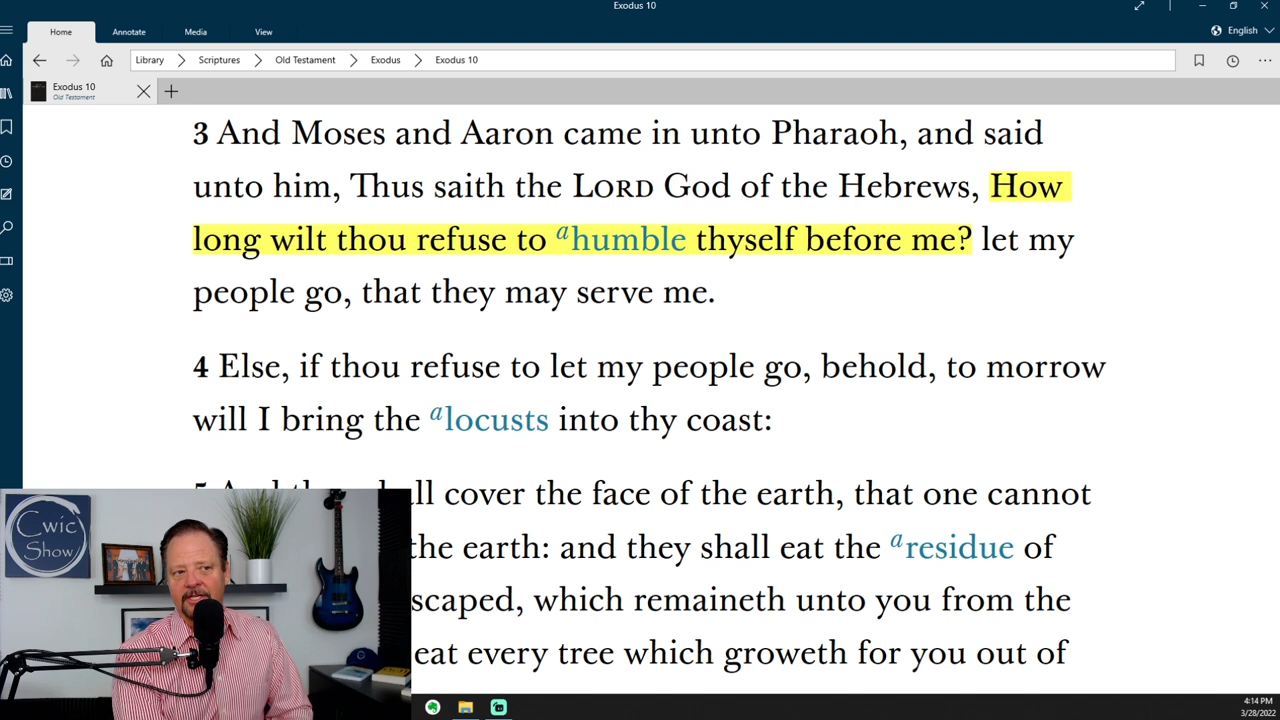 Exodus 10
Home Annotate Media View
English
Library Scriptures Old Testament Exodus Exodus 10
Exodus 10
Old Testament
3 And Moses and Aaron came in unto Pharaoh, and said
unto him, Thus saith the LORD God of the Hebrews, How
long wilt thou refuse to a humble thyself before me? let my
people go, that they may serve me.
4 Else, if thou refuse to let my people go, behold, to morrow
will I bring the a locusts into thy coast:
cover the face of the earth, that one cannot
the earth: and they shall eat the a residue of
scaped, which remaineth unto you from the
eat every tree which groweth for you out of
Cwic
Show
4:14 PM
3/28/2022